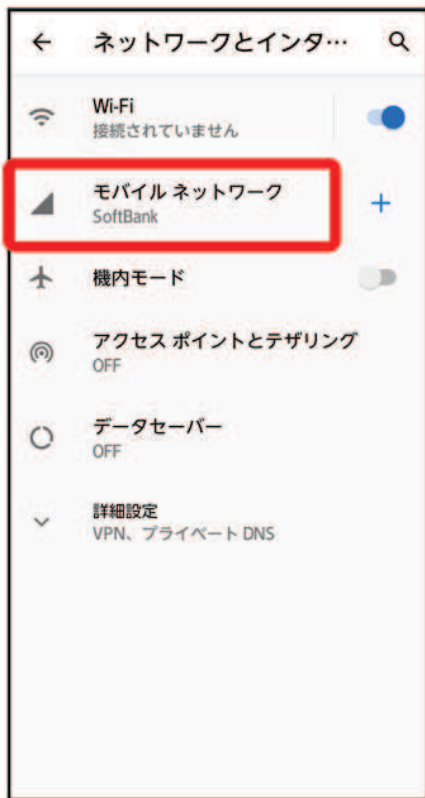 ネットワークとインタ…
Wi-Fi
接続されていません
モバイル ネットワーク
SoftBank
機内モード
アクセス ポイントとテザリング
OFF
データセーバー
OFF
詳細設定
VPN、プライベート DNS